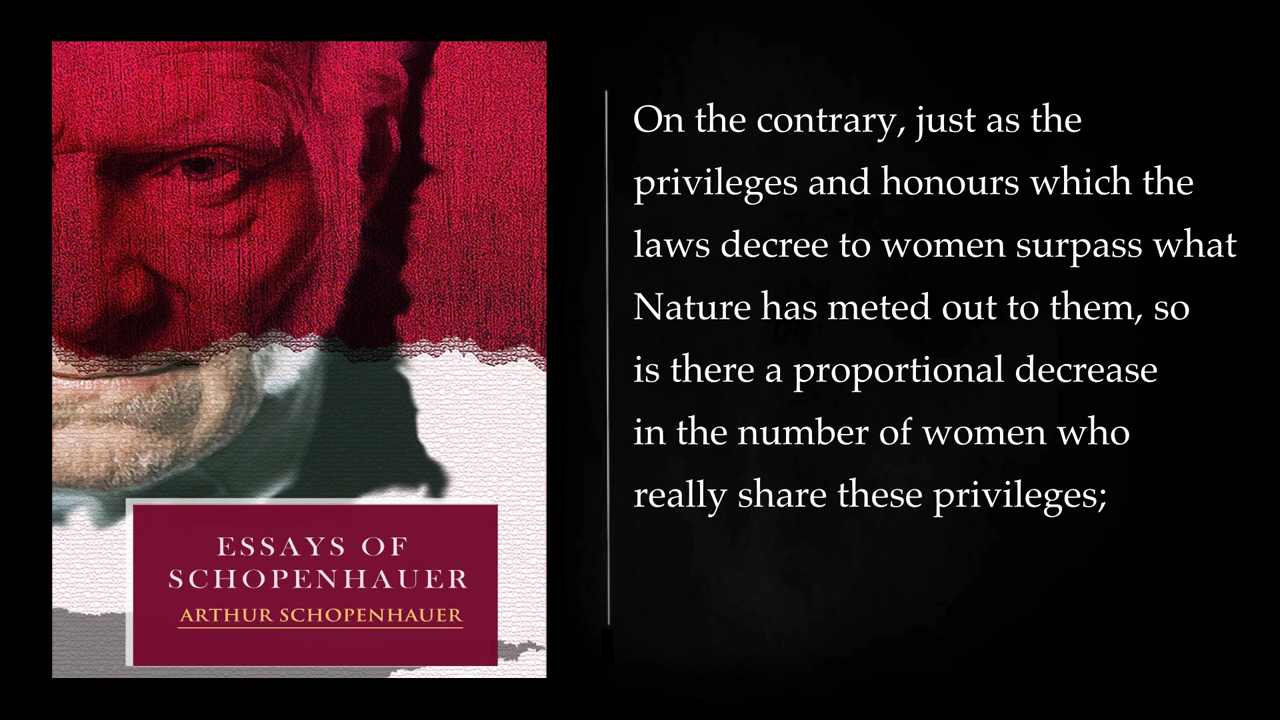 ESSAYS OF
SCHOPENHAUER
ARTHUR SCHOPENHAUER
On the contrary, just as the
privileges and honours which the
laws decree to women surpass what
Nature has meted out to them, so
is there a proportional decrease
in the number of women who
really share these privileges;